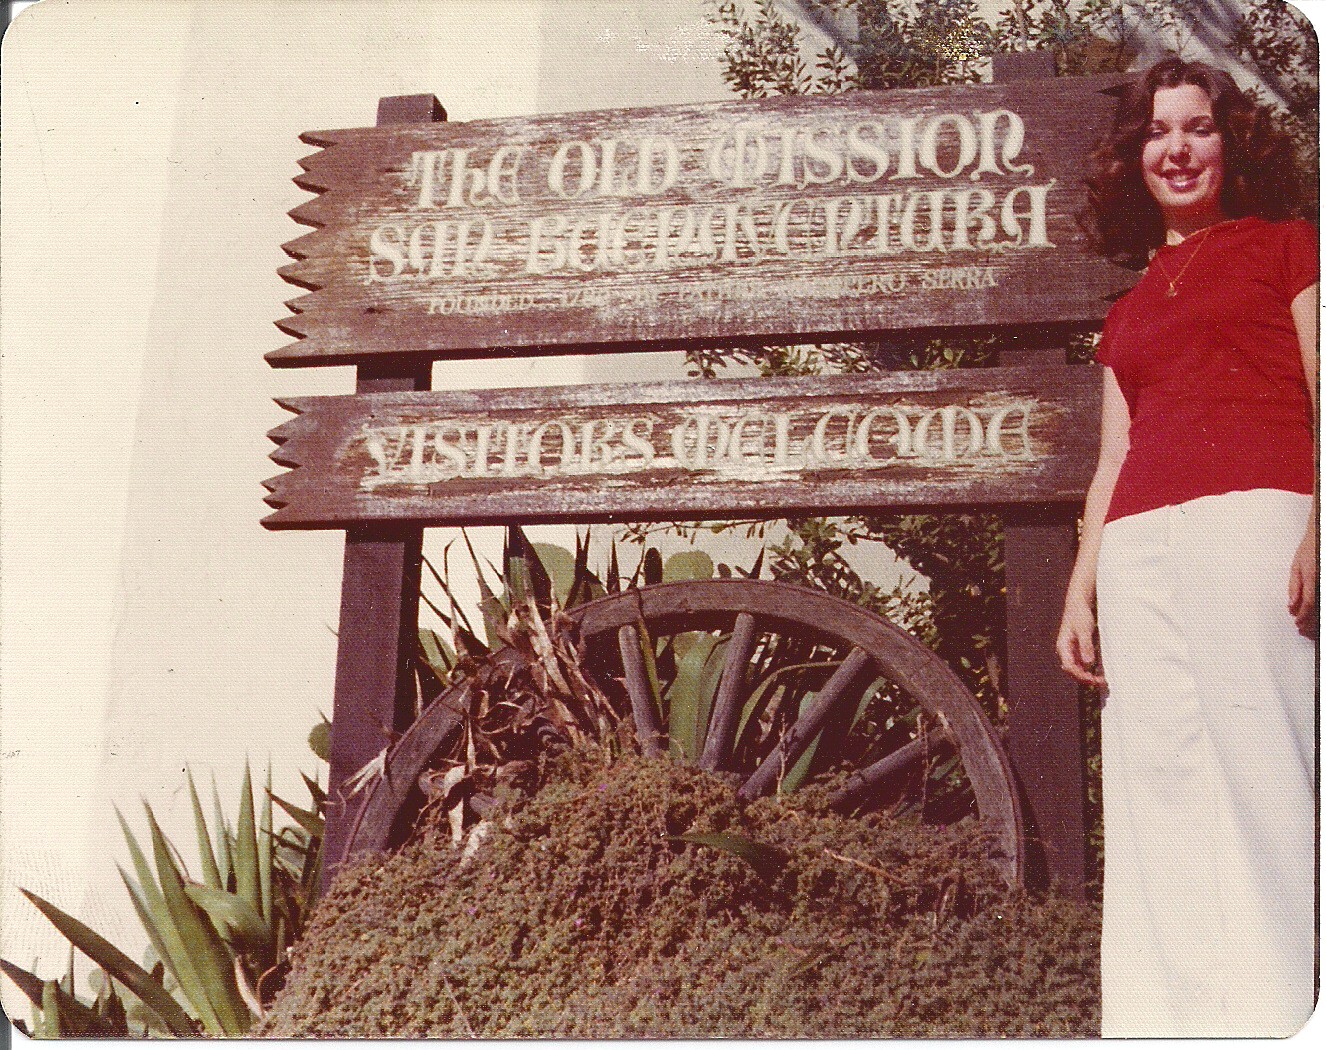 The Old Mission
San Buenaventura
Founded 1782 by Father Junipero Serra
Visitors Welcome